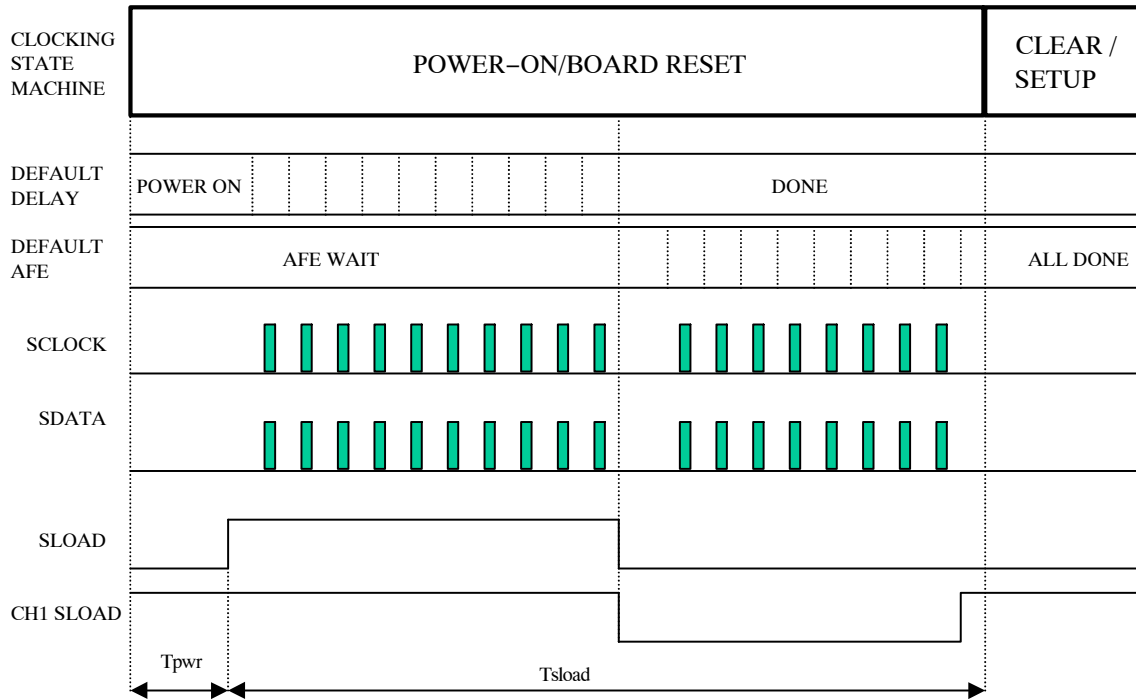 CLOCKING
STATE
MACHINE
POWER−ON/BOARD RESET
CLEAR /
SETUP
DEFAULT
DELAY
POWER ON
DONE
DEFAULT
AFE
AFE WAIT
ALL DONE
SCLOCK
SDATA
SLOAD
CH1 SLOAD
Tpwr
Tsload